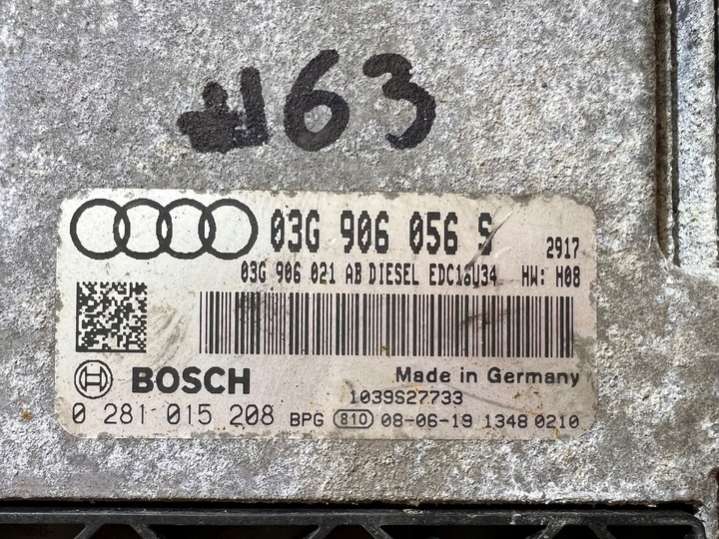 #163
03G 906 056 S 2917
03G 906 021 AB DIESEL EDC16U34 HW: H08
BOSCH Made in Germany
1039S27733
0 281 015 208 BPG 810 08-06-19 1348 0210